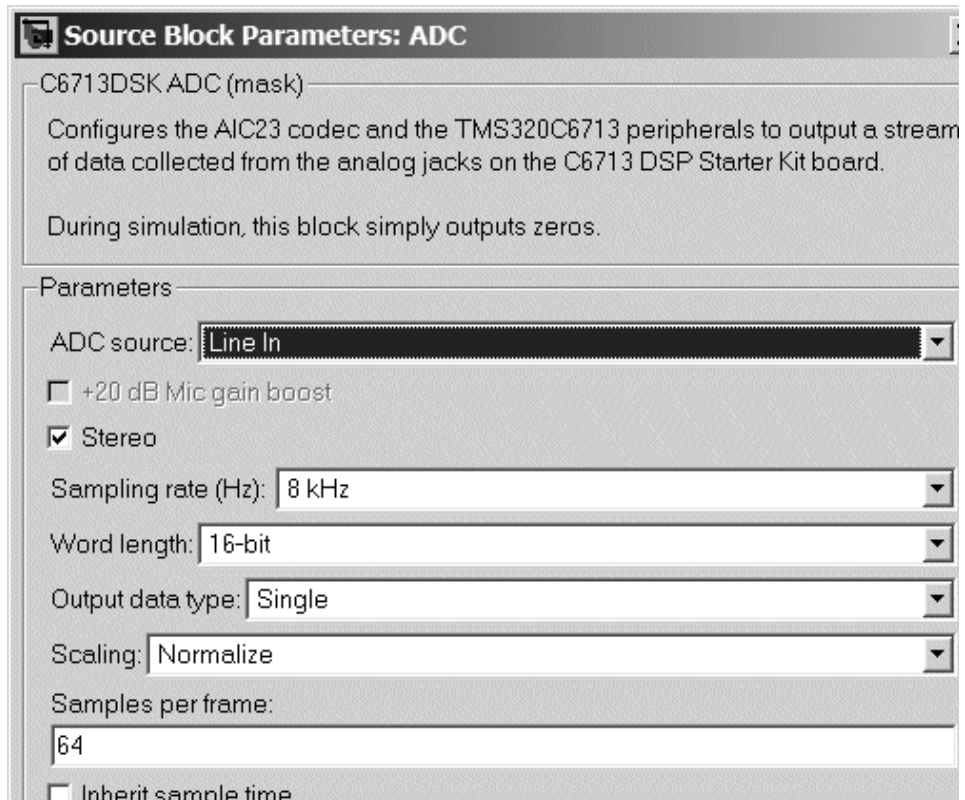 Source Block Parameters: ADC
C6713DSK ADC (mask)
Configures the AIC23 codec and the TMS320C6713 peripherals to output a stream
of data collected from the analog jacks on the C6713 DSP Starter Kit board.
During simulation, this block simply outputs zeros.
Parameters
ADC source: Line In
+20 dB Mic gain boost
Stereo
Sampling rate (Hz): 8 kHz
Word length: 16-bit
Output data type: Single
Scaling: Normalize
Samples per frame:
64
Inherit sample time